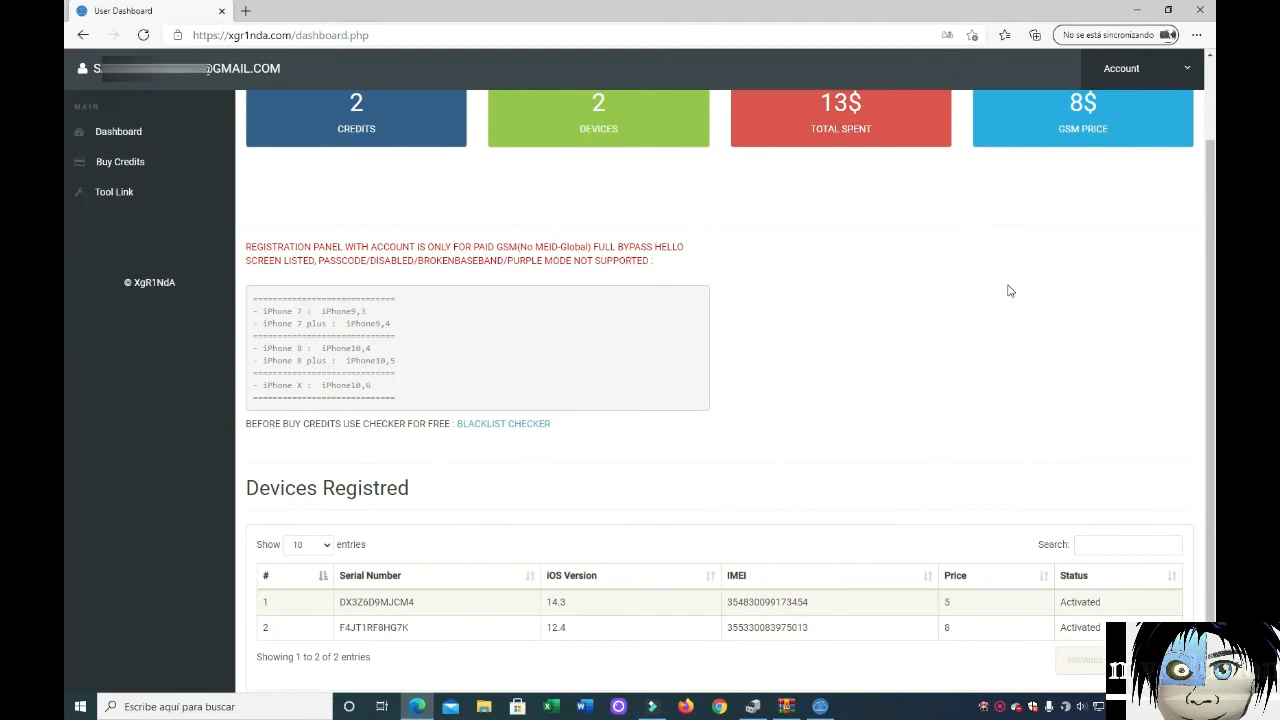 User Dashboard
https://xgr1nda.com/dashboard.php
No se está sincronizando
S
@GMAIL.COM
Account
MAIN
Dashboard
Buy Credits
Tool Link
© XgR1NdA
2
CREDITS
2
DEVICES
13$
TOTAL SPENT
8$
GSM PRICE
REGISTRATION PANEL WITH ACCOUNT IS ONLY FOR PAID GSM(No MEID-Global) FULL BYPASS HELLO
SCREEN LISTED, PASSCODE/DISABLED/BROKENBASEBAND/PURPLE MODE NOT SUPPORTED :
============================
- iPhone 7 :  iPhone9,3
- iPhone 7 plus :  iPhone9,4
============================
- iPhone 8 :  iPhone10,4
- iPhone 8 plus :  iPhone10,5
============================
- iPhone X :  iPhone10,6
============================
BEFORE BUY CREDITS USE CHECKER FOR FREE : BLACKLIST CHECKER
Devices Registred
Show 10 entries
Search:
# Serial Number iOS Version IMEI Price Status
1 DX3Z6D9MJCM4 14.3 354830099173454 5 Activated
2 F4JT1RF8HG7K 12.4 355330083975013 8 Activated
Showing 1 to 2 of 2 entries
PREVIOUS
Escribe aquí para buscar